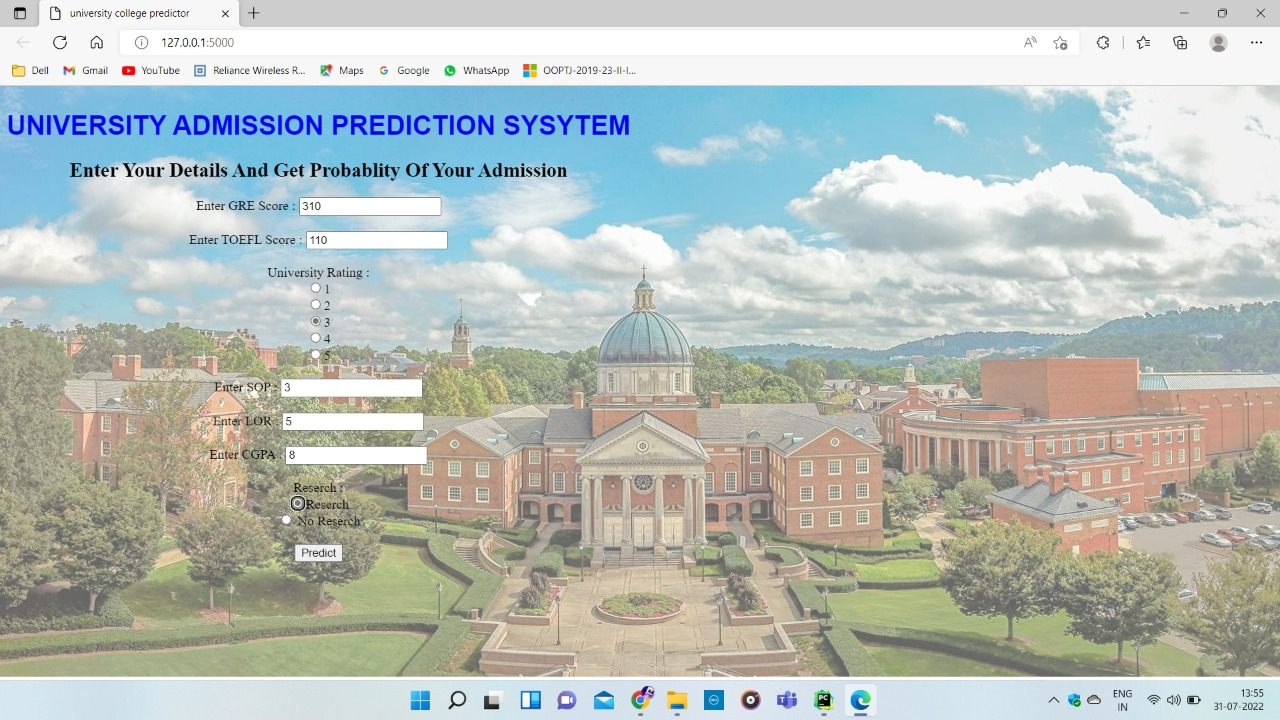 university college predictor
127.0.0.1:5000
Dell Gmail YouTube Reliance Wireless R... Maps Google WhatsApp OOPTJ-2019-23-II-I...
UNIVERSITY ADMISSION PREDICTION SYSYTEM
Enter Your Details And Get Probablity Of Your Admission
Enter GRE Score : 310
Enter TOEFL Score : 110
University Rating :
1
2
3
4
5
Enter SOP : 3
Enter LOR : 5
Enter CGPA : 8
Reserch :
Reserch
No Reserch
Predict
ENG 13:55
IN 31-07-2022